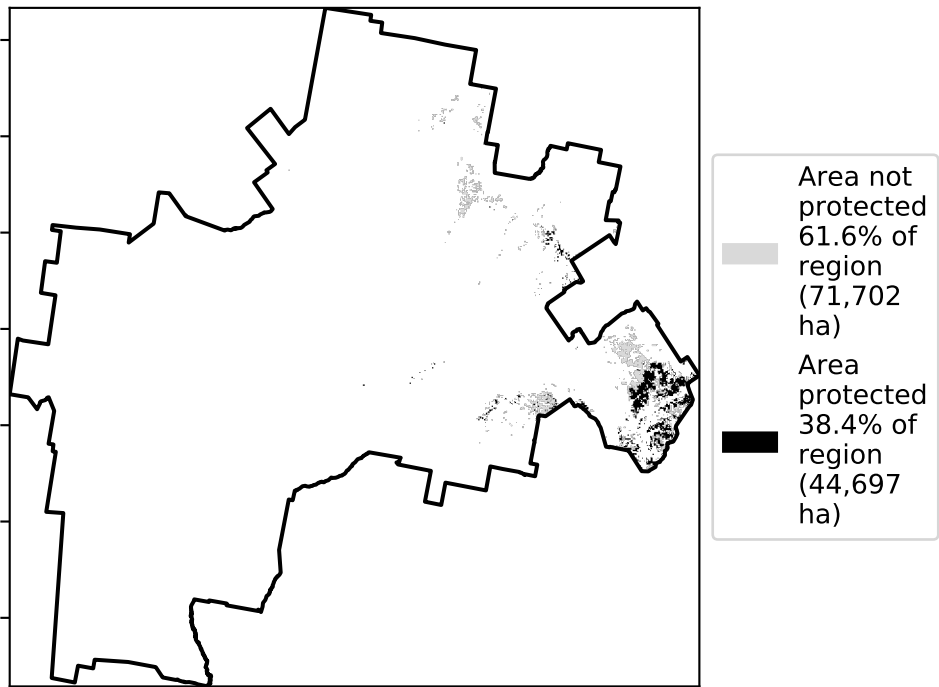 Area not
protected
61.6% of
region
(71,702
ha)
Area
protected
38.4% of
region
(44,697
ha)